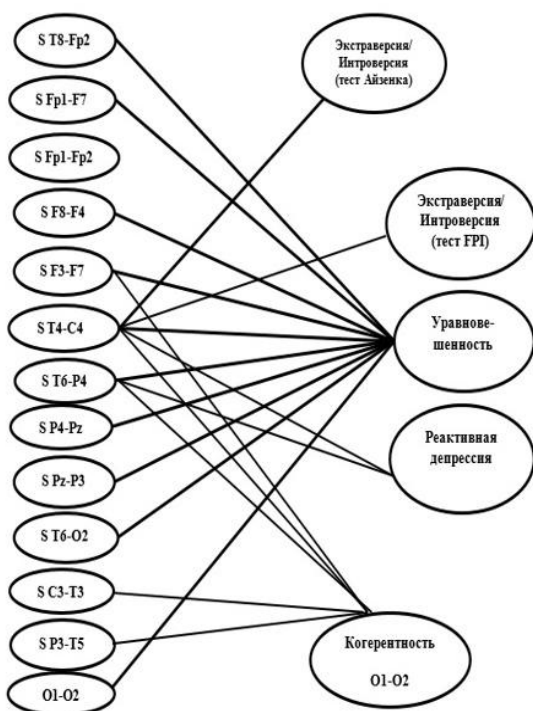 S T8-Fp2
S Fp1-F7
S Fp1-Fp2
S F8-F4
S F3-F7
S T4-C4
S T6-P4
S P4-Pz
S Pz-P3
S T6-O2
S C3-T3
S P3-T5
O1-O2
Экстраверсия/
Интроверсия
(тест Айзенка)
Экстраверсия/
Интроверсия
(тест FPI)
Уравнове-
шенность
Реактивная
депрессия
Когерентность
O1-O2